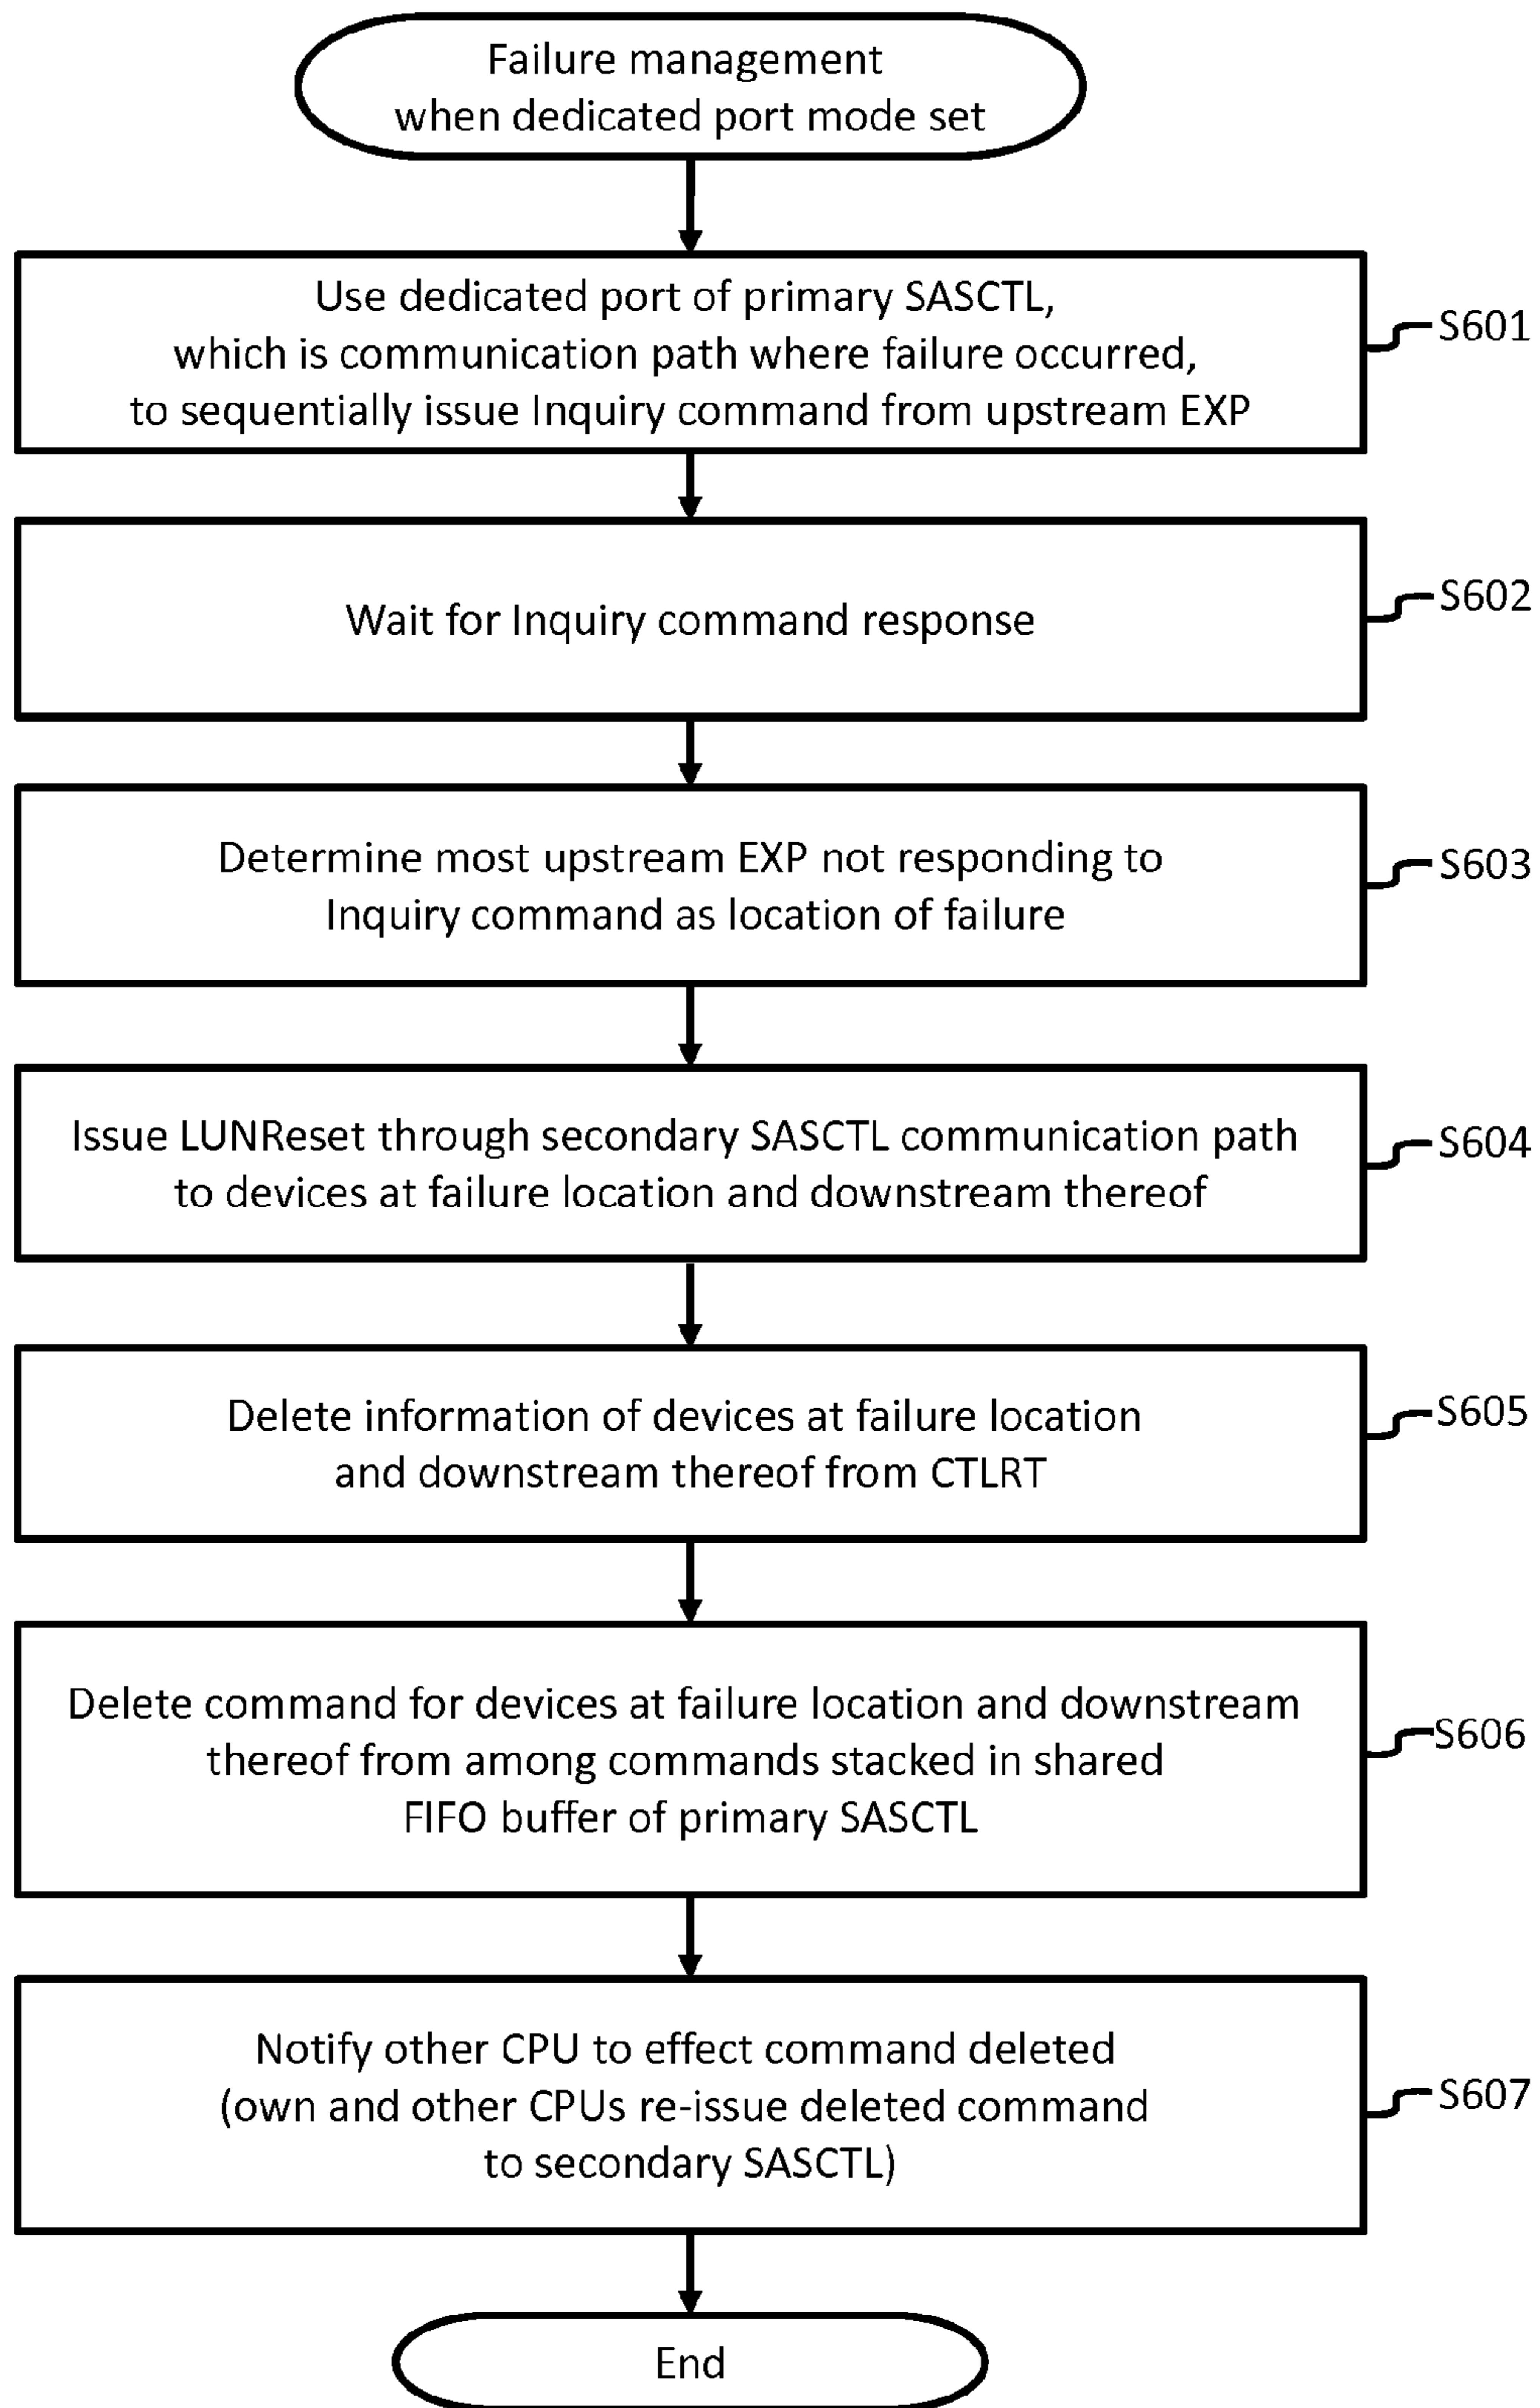 Failure management
when dedicated port mode set
Use dedicated port of primary SASCTL,
which is communication path where failure occurred,
to sequentially issue Inquiry command from upstream EXP
S601
Wait for Inquiry command response
S602
Determine most upstream EXP not responding to
Inquiry command as location of failure
S603
Issue LUNReset through secondary SASCTL communication path
to devices at failure location and downstream thereof
S604
Delete information of devices at failure location
and downstream thereof from CTLRT
S605
Delete command for devices at failure location and downstream
thereof from among commands stacked in shared
FIFO buffer of primary SASCTL
S606
Notify other CPU to effect command deleted
(own and other CPUs re-issue deleted command
to secondary SASCTL)
S607
End